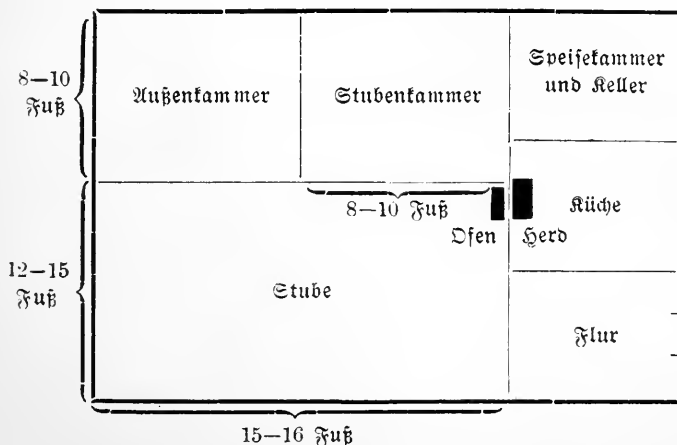 8–10
Fuß
Außenkammer
Stubenkammer
Speisekammer
und Keller
8–10 Fuß
Ofen
Herd
Küche
12–15
Fuß
Stube
Flur
15–16 Fuß